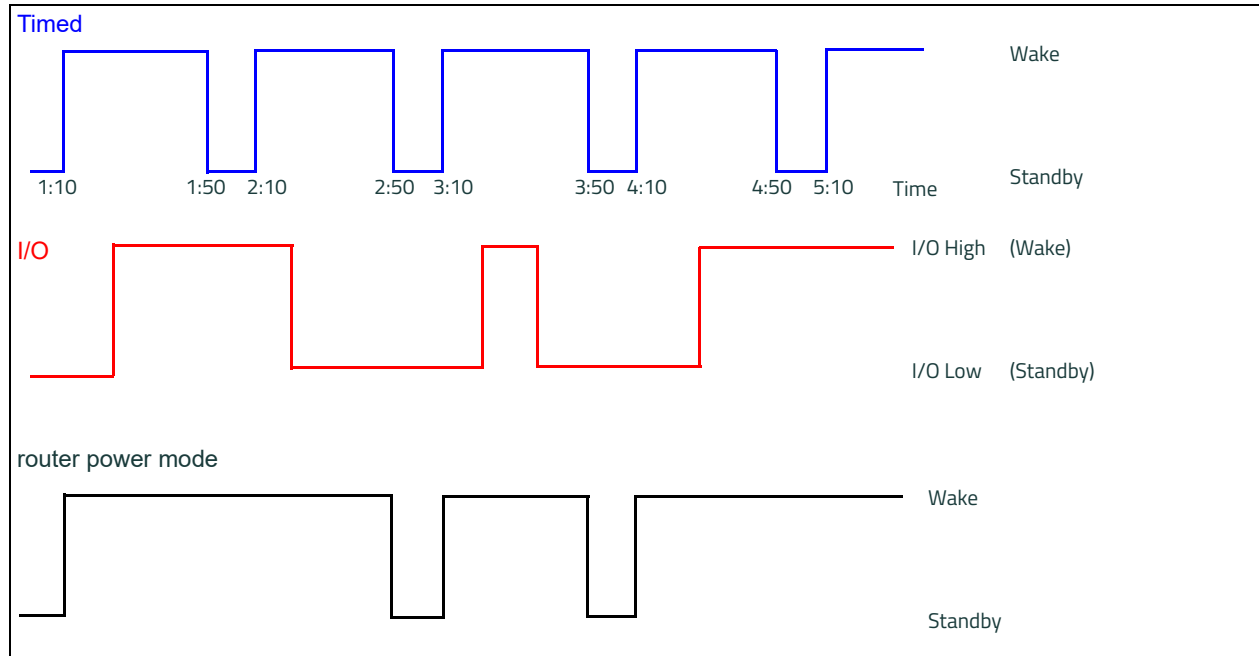 Timed
Wake
1:10 1:50 2:10 2:50 3:10 3:50 4:10 4:50 5:10 Time Standby
I/O
I/O High (Wake)
I/O Low (Standby)
router power mode
Wake
Standby